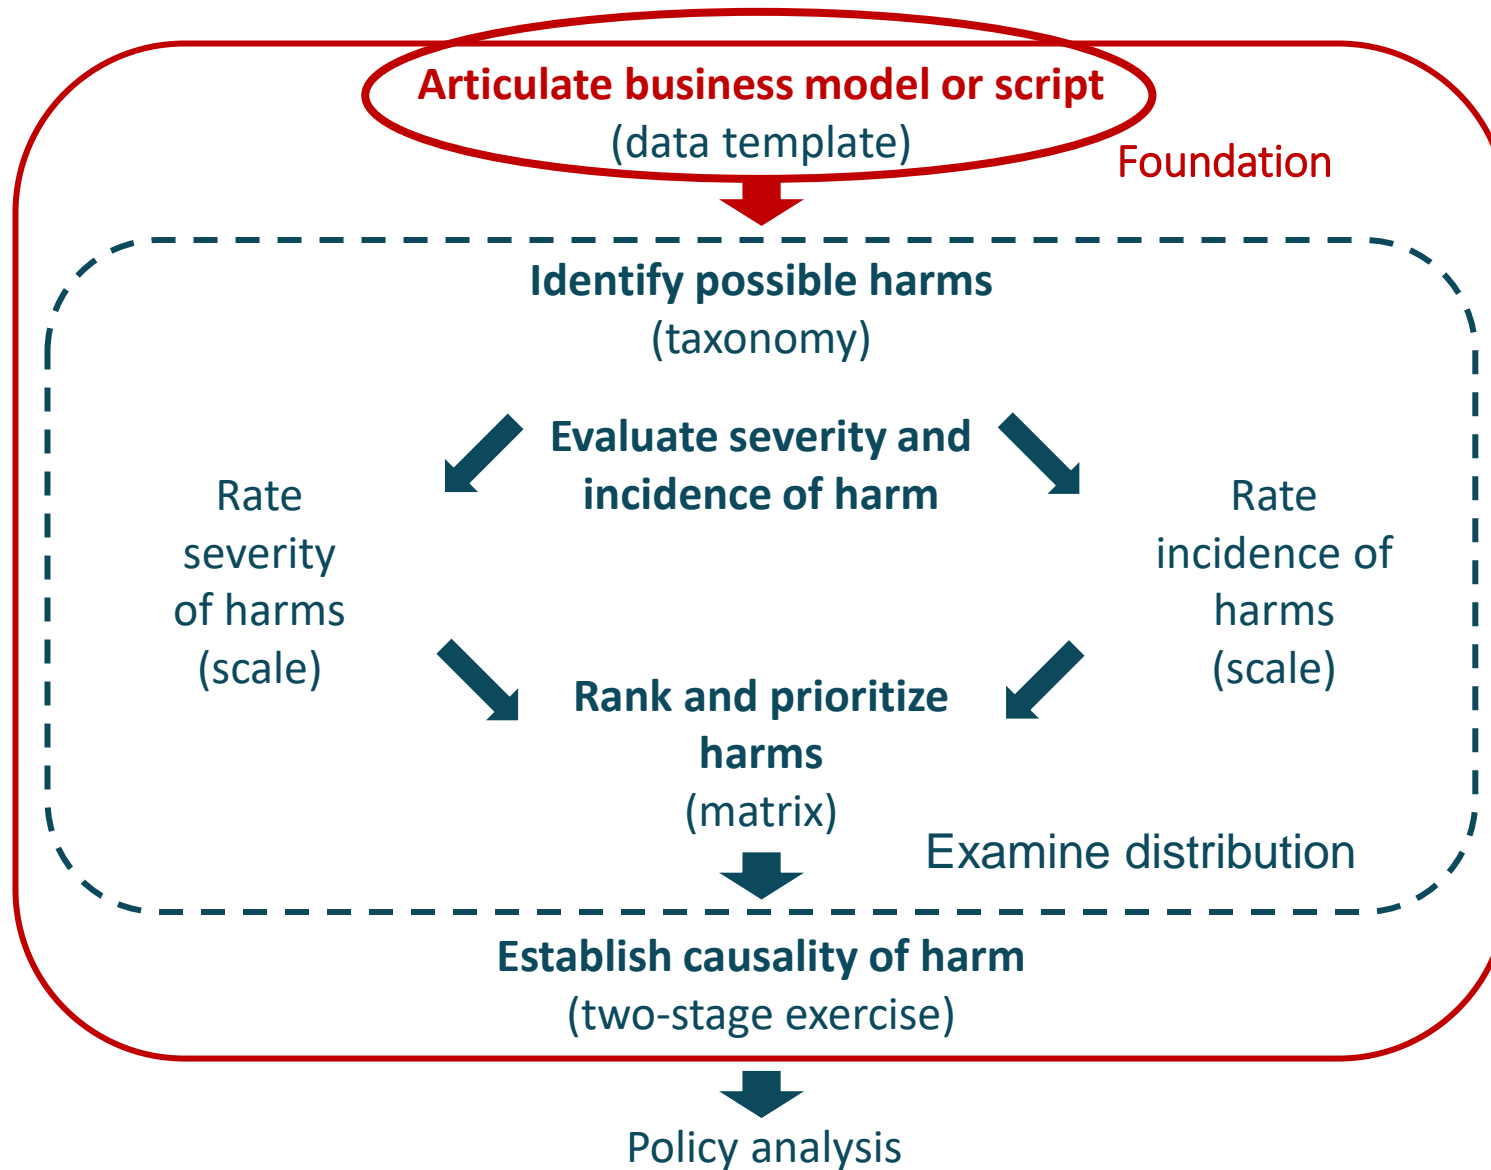 Articulate business model or script
(data template)
Foundation
Identify possible harms
(taxonomy)
Evaluate severity and
incidence of harm
Rate
severity
of harms
(scale)
Rate
incidence of
harms
(scale)
Rank and prioritize
harms
(matrix)
Examine distribution
Establish causality of harm
(two-stage exercise)
Policy analysis